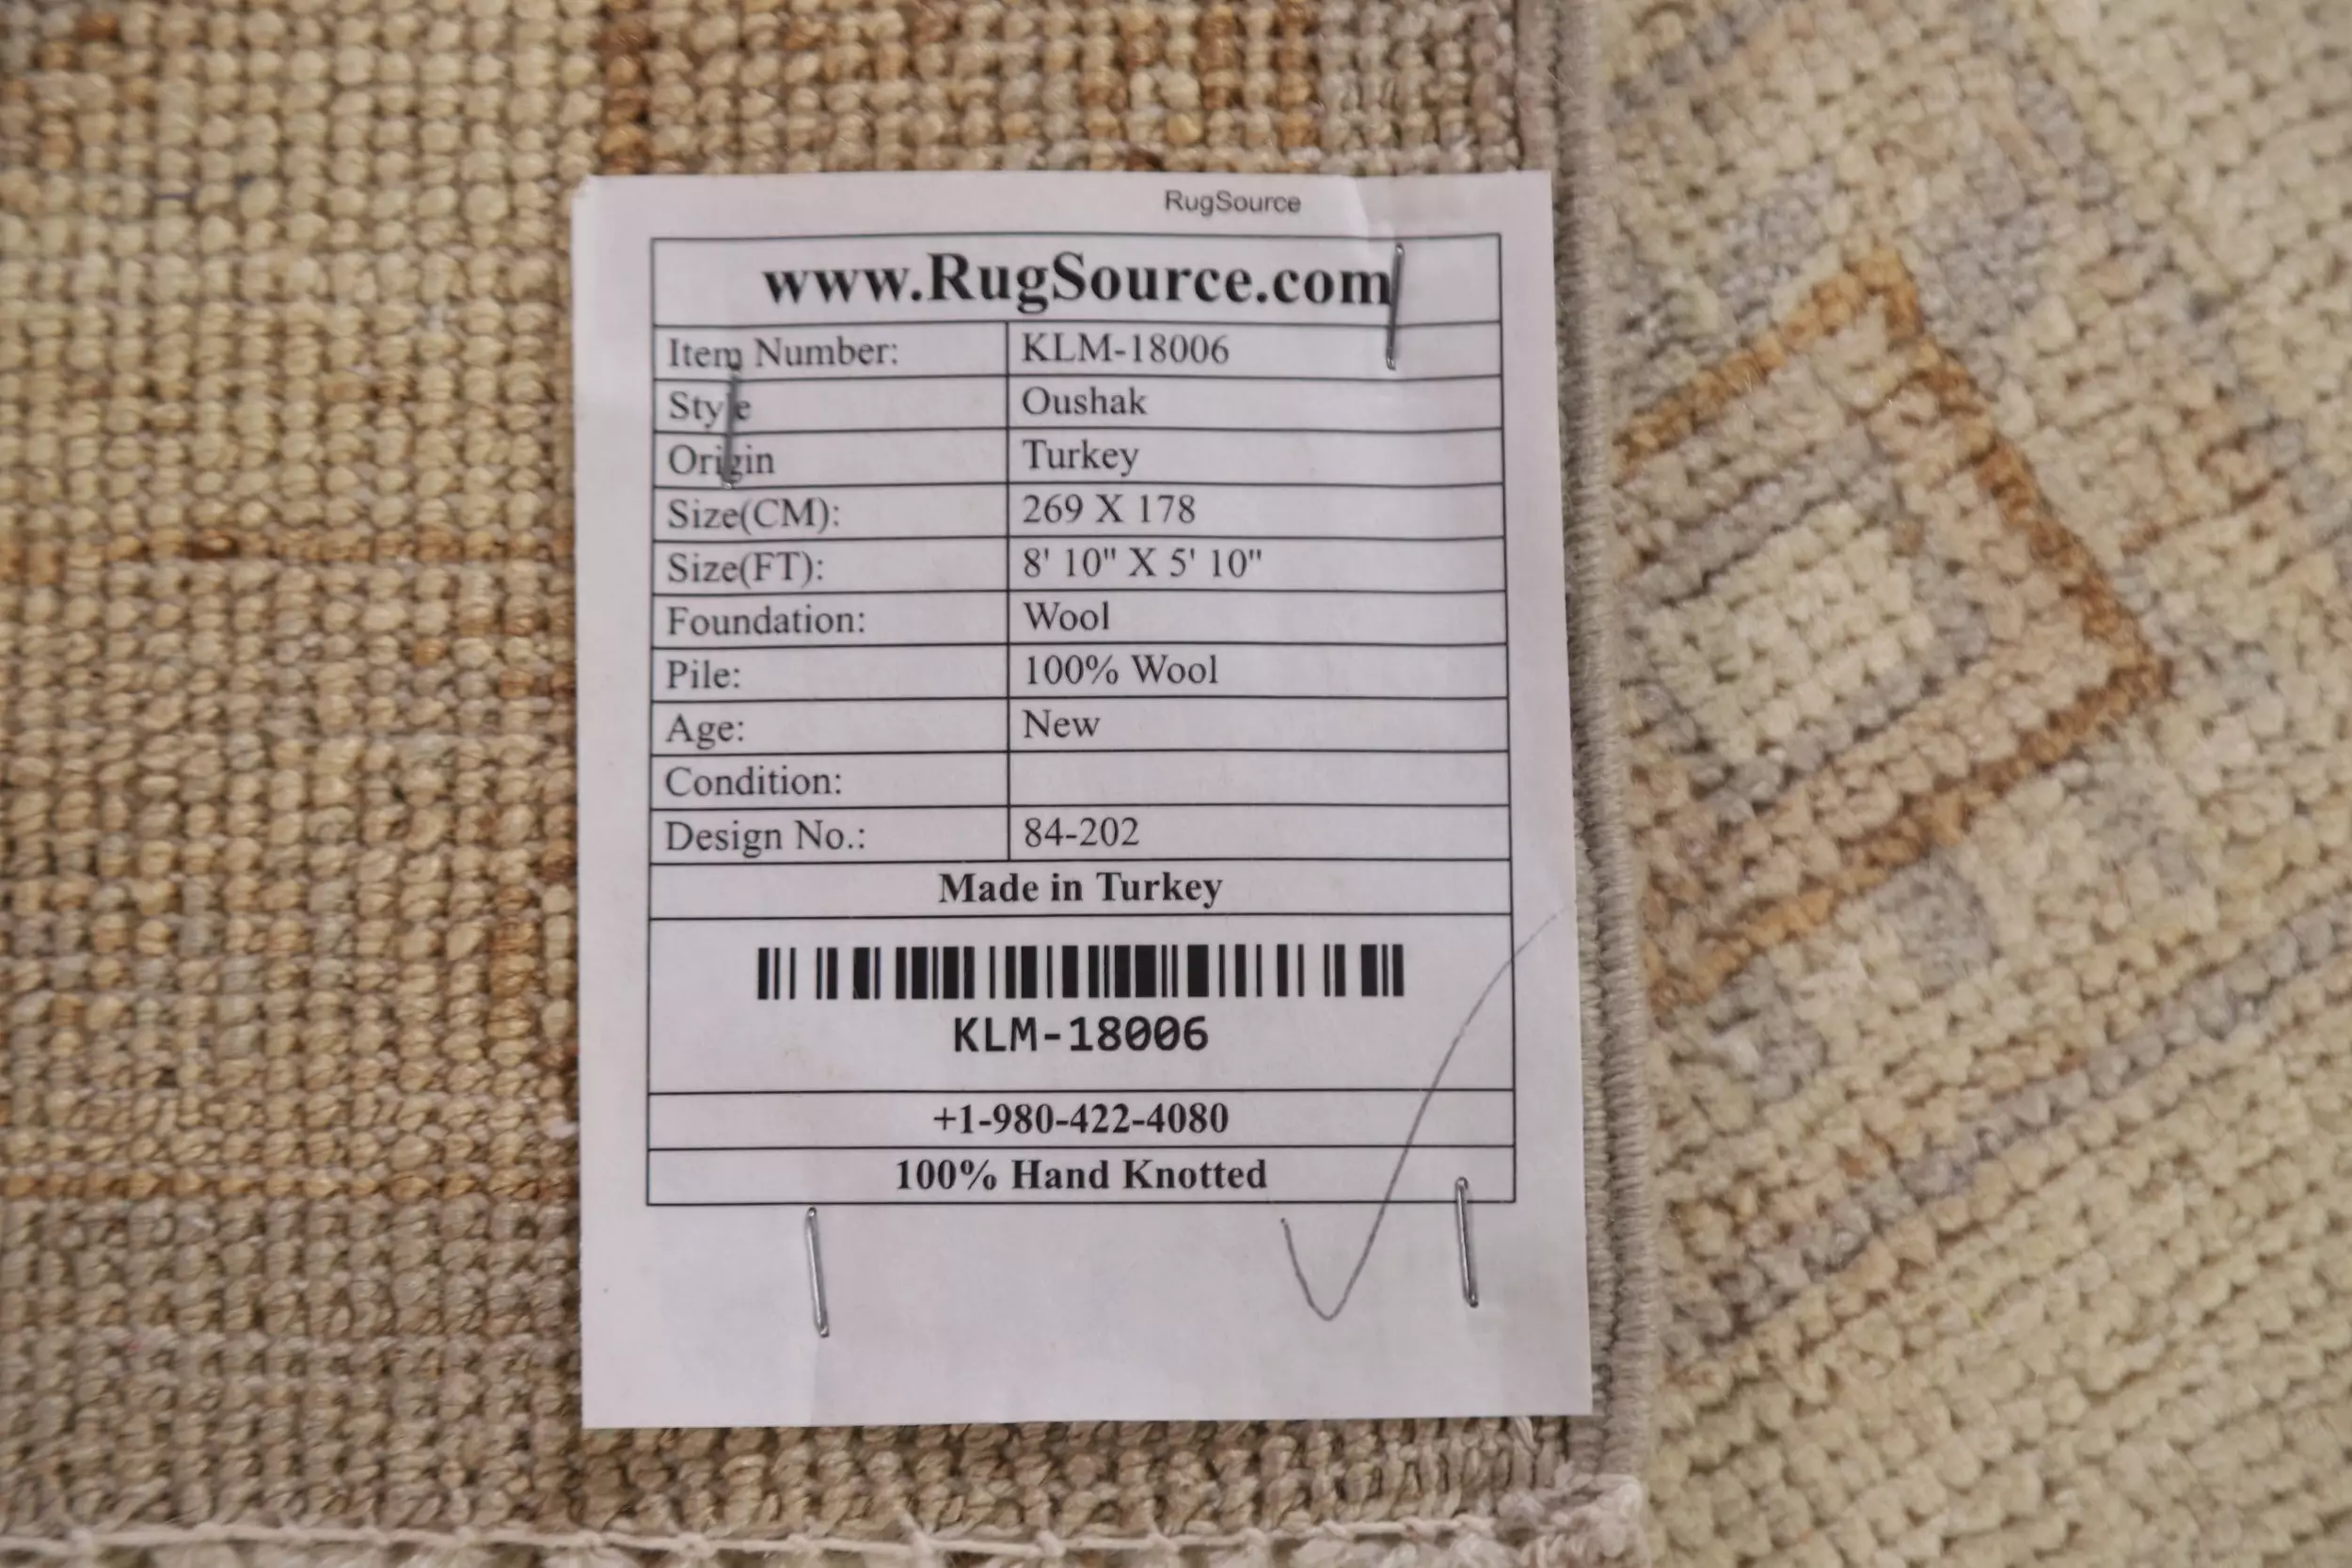 RugSource
www.RugSource.com
Item Number: KLM-18006
Style Oushak
Origin Turkey
Size(CM): 269 X 178
Size(FT): 8' 10" X 5' 10"
Foundation: Wool
Pile: 100% Wool
Age: New
Condition:
Design No.: 84-202
Made in Turkey
KLM-18006
+1-980-422-4080
100% Hand Knotted